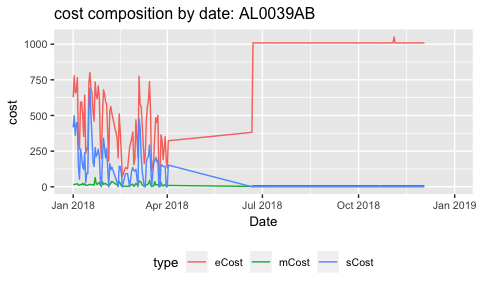 cost composition by date: AL0039AB
1000
750
500
250
0
cost
Jan 2018
Apr 2018
Jul 2018
Oct 2018
Jan 2019
Date
type eCost mCost sCost